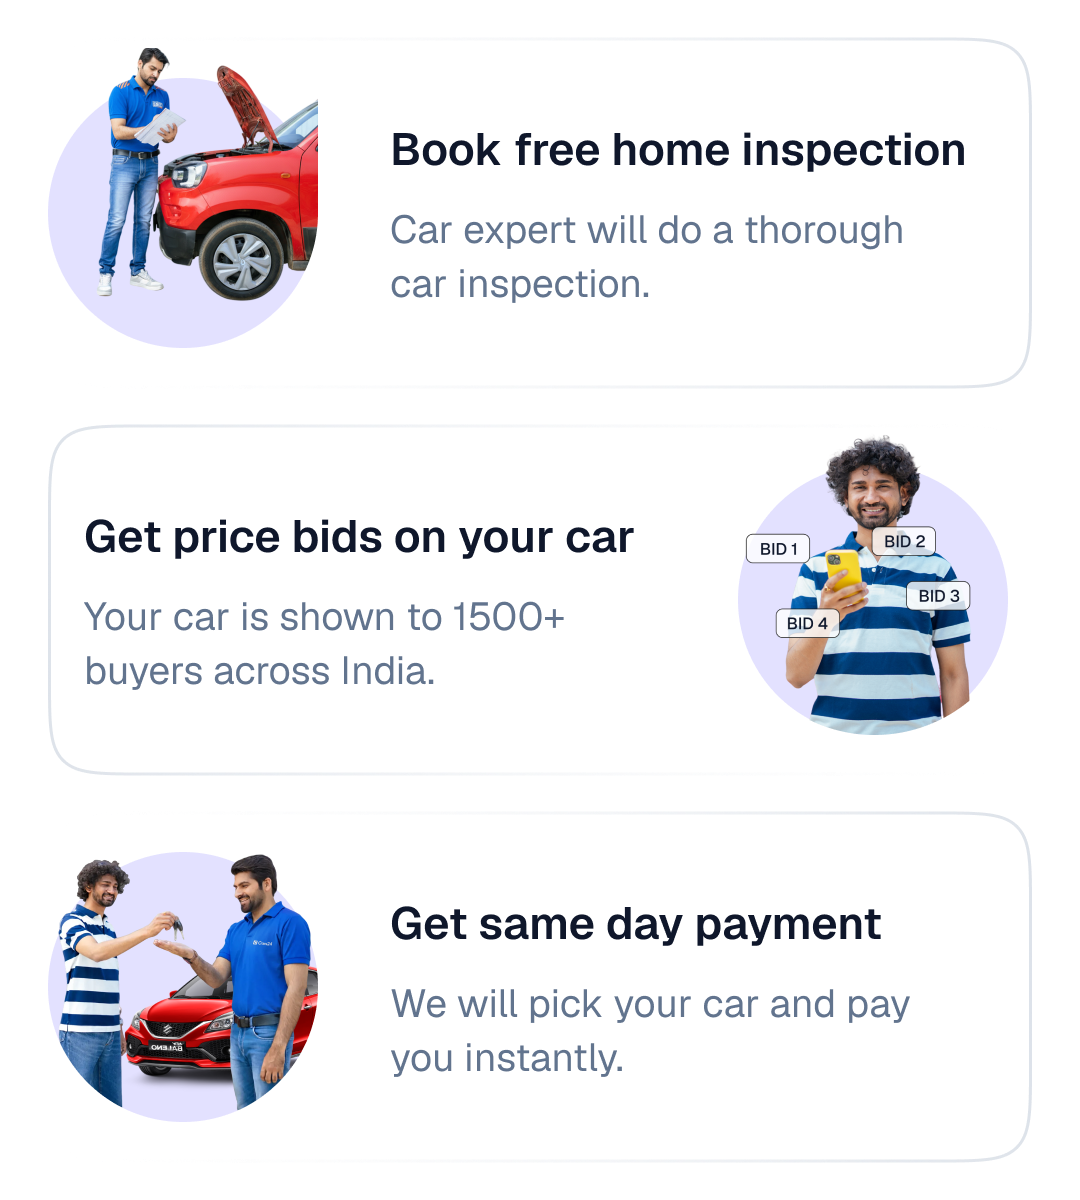 Book free home inspection
Car expert will do a thorough
car inspection.
Get price bids on your car
Your car is shown to 1500+
buyers across India.
BID 1
BID 2
BID 3
BID 4
Get same day payment
We will pick your car and pay
you instantly.